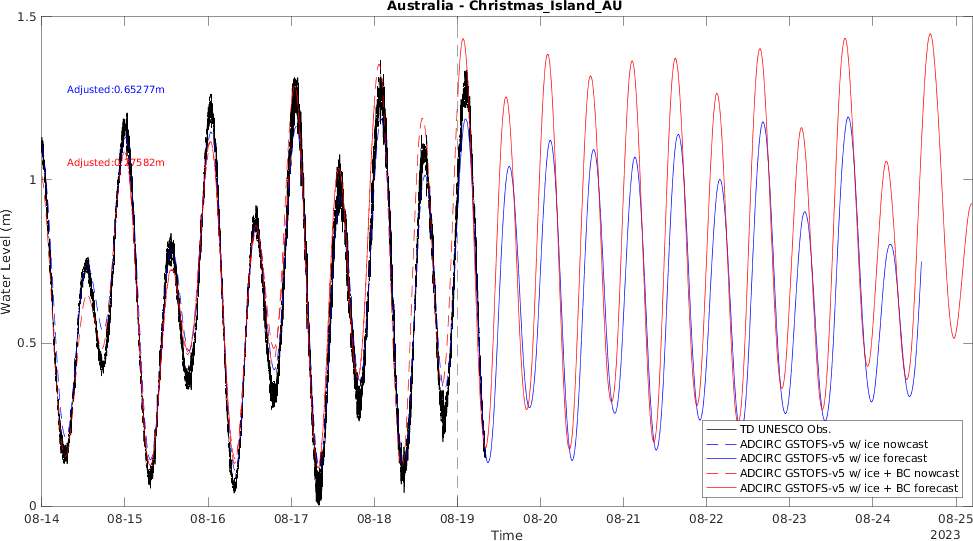 Australia - Christmas_Island_AU
1.5
Adjusted:0.65277m
Adjusted:0.27582m
1
Water Level (m)
0.5
0
TD UNESCO Obs.
ADCIRC GSTOFS-v5 w/ ice nowcast
ADCIRC GSTOFS-v5 w/ ice forecast
ADCIRC GSTOFS-v5 w/ ice + BC nowcast
ADCIRC GSTOFS-v5 w/ ice + BC forecast
08-14 08-15 08-16 08-17 08-18 08-19 08-20 08-21 08-22 08-23 08-24 08-25
Time
2023